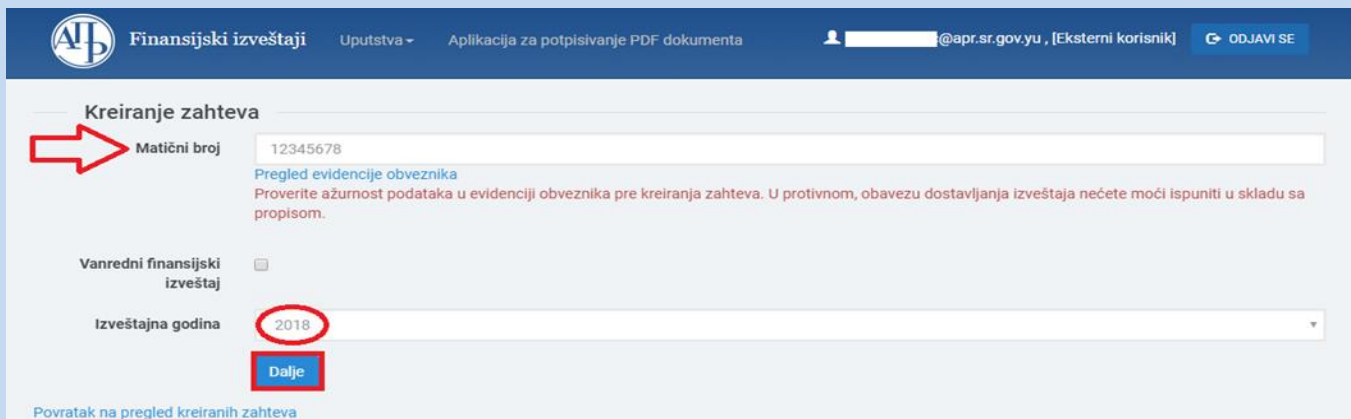 АПР Finansijski izveštaji Uputstva Aplikacija za potpisivanje PDF dokumenta @apr.sr.gov.yu , [Eksterni korisnik] ODJAVI SE
Kreiranje zahteva
Matični broj 12345678
Pregled evidencije obveznika
Proverite ažurnost podataka u evidenciji obveznika pre kreiranja zahteva. U protivnom, obavezu dostavljanja izveštaja nećete moći ispuniti u skladu sa
propisom.
Vanredni finansijski
izveštaj
Izveštajna godina 2018
Dalje
Povratak na pregled kreiranih zahteva